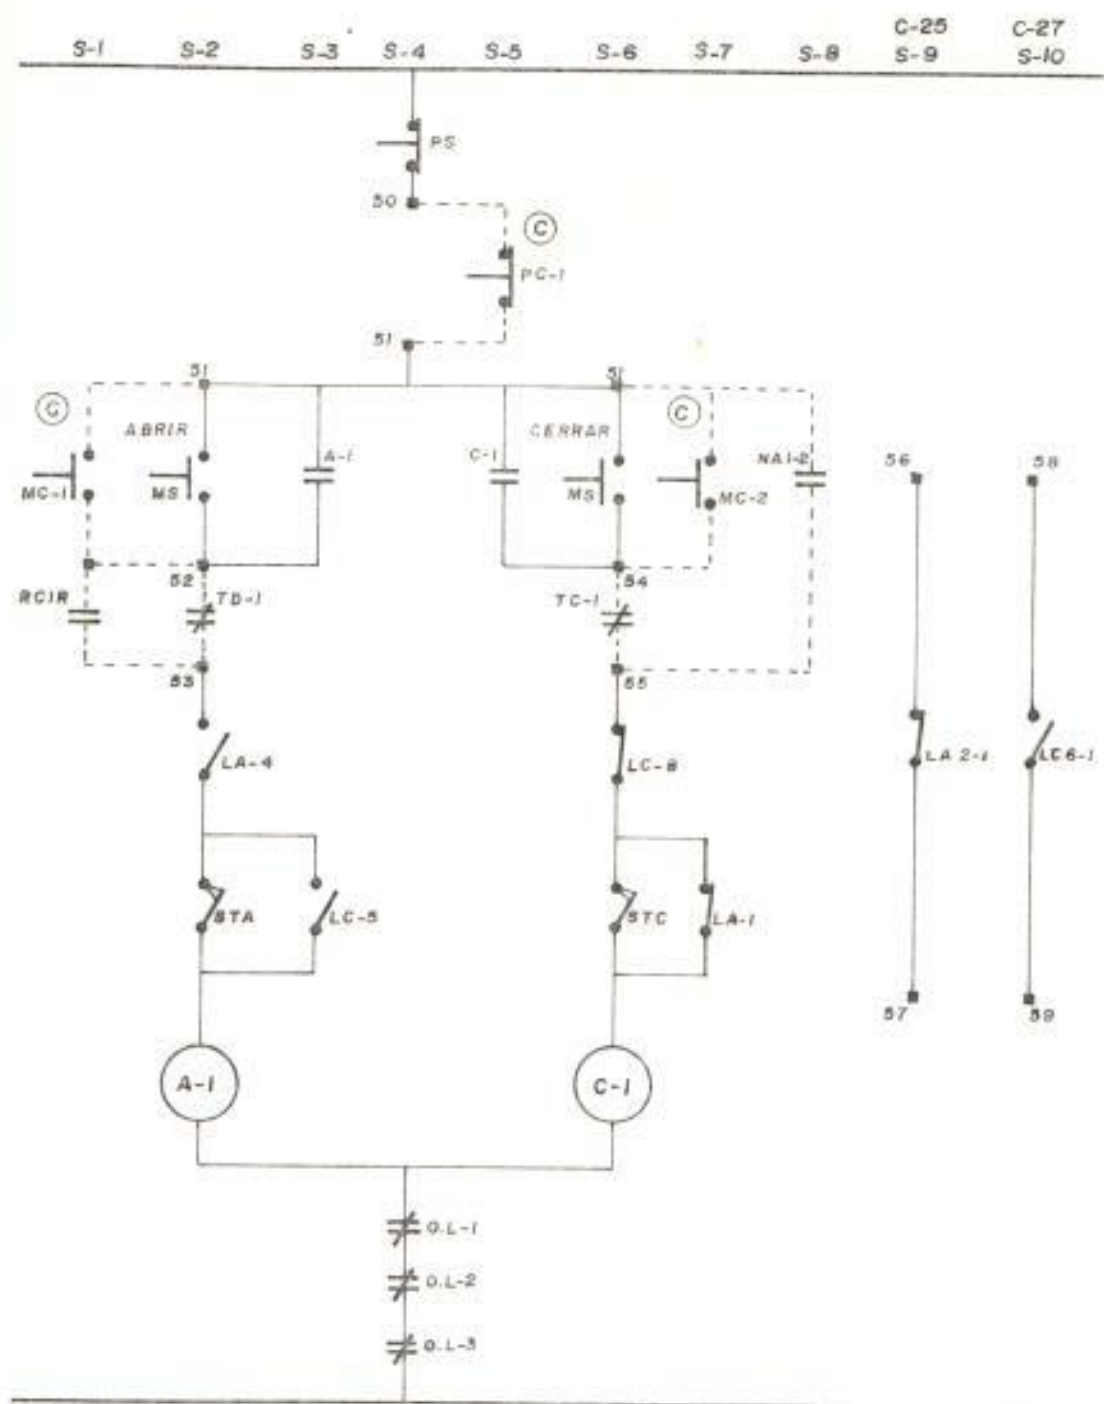 C-25 C-27
S-1 S-2 S-3 S-4 S-5 S-6 S-7 S-8 S-9 S-10
PS
50
C
PC-1
51
51 51
C C
ABRIR A-1 C-1 CERRAR NA1-2 56 58
MC-1 MS MS MC-2
52 54
RCIR TD-1 TC-1
53 55
LA-4 LC-8 LA2-1 LC6-1
STA LC-5 STC LA-1
57 59
A-1 C-1
O.L-1
O.L-2
O.L-3